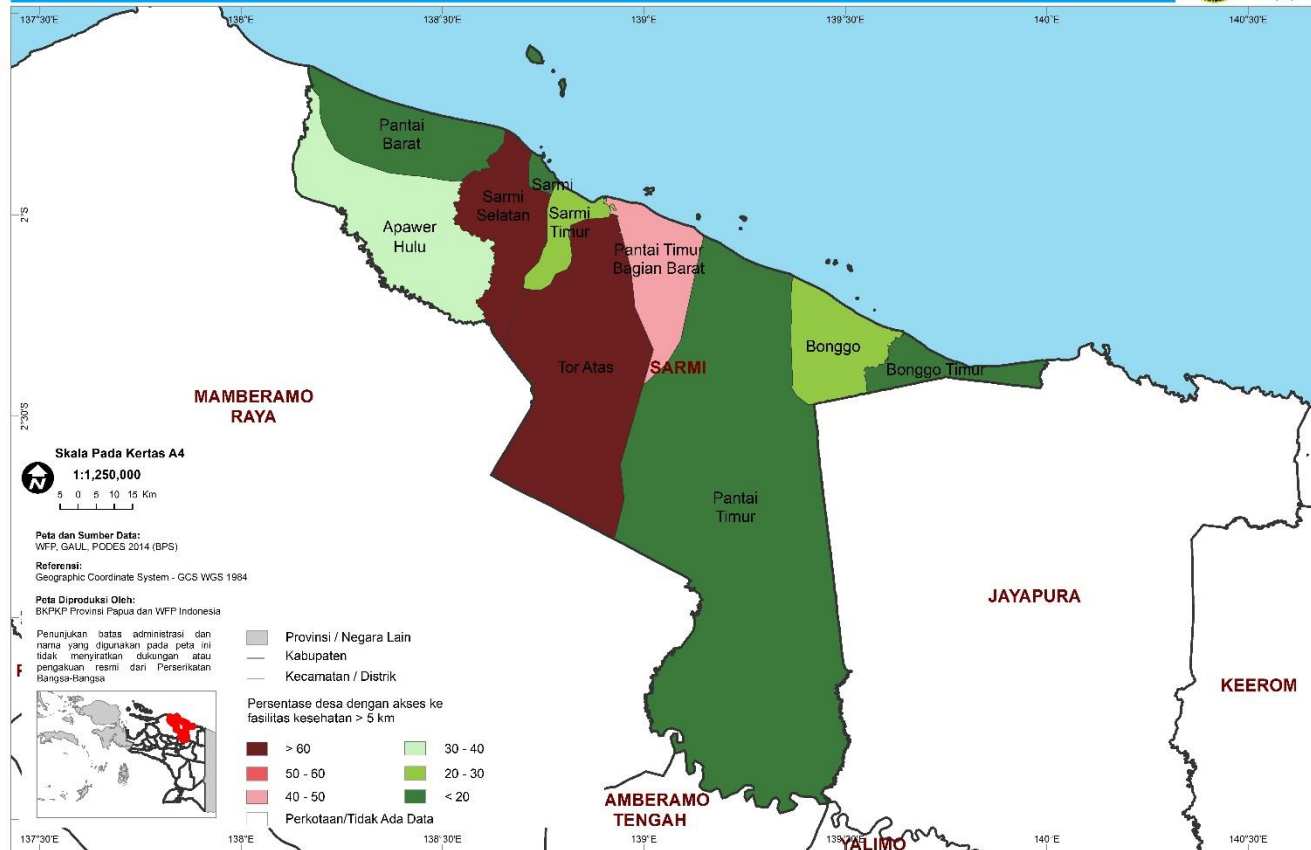 137°30'E 138° 138°30'E 139° 139°30'E 140° 140°30'E
Pantai
Barat
Sarmi
Sarmi
Selatan
Sarmi
Timur
2°S
Apawer
Hulu
Pantai Timur
Bagian Barat
Bonggo
Tor Atas
SARMI
Bonggo Timur
MAMBERAMO
RAYA
2°30'S
Skala Pada Kertas A4
N
1:1,250,000
5 0 5 10 15 Km
Pantai
Timur
Peta dan Sumber Data:
WFP, GAUL, PODES 2014 (BPS)
Referensi:
Geographic Coordinate System - GCS WGS 1984
Peta Diproduksi Oleh:
BKPKP Provinsi Papua dan WFP Indonesia
JAYAPURA
Penunjukan batas administrasi dan
nama yang digunakan pada peta ini
tidak menyiratkan dukungan atau
pengakuan resmi dari Perserikatan
Bangsa-Bangsa
Provinsi / Negara Lain
Kabupaten
Kecamatan / Distrik
KEEROM
Persentase desa dengan akses ke
fasilitas kesehatan > 5 km
> 60 30 - 40
50 - 60 20 - 30
40 - 50 < 20
Perkotaan/Tidak Ada Data
AMBERAMO
TENGAH
YALIMO
137°30'E 138° 138°30'E 139° 139°30'E 140° 140°30'E